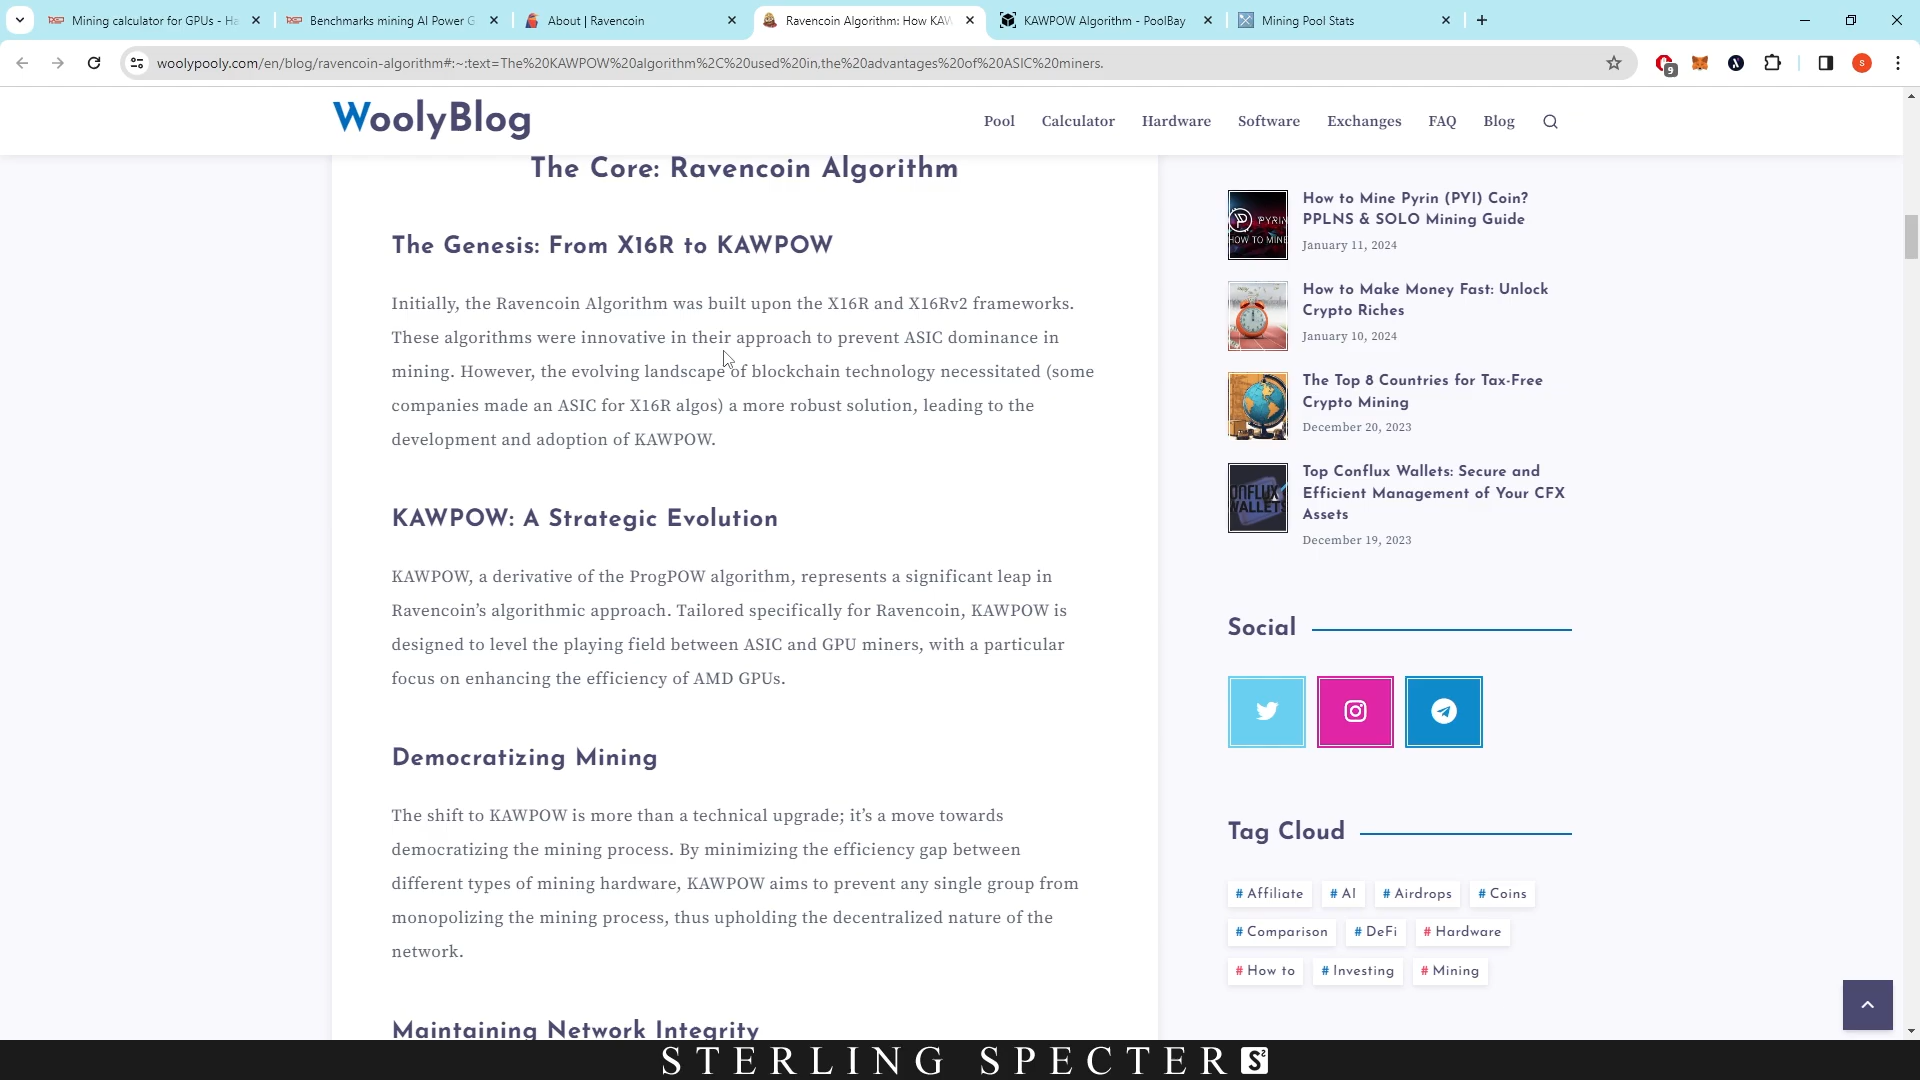 Mining calculator for GPUs - Ha
Benchmarks mining AI Power G
About | Ravencoin
Ravencoin Algorithm: How KAW
KAWPOW Algorithm - PoolBay
Mining Pool Stats
woolypooly.com/en/blog/ravencoin-algorithm#:~:text=The%20KAWPOW%20algorithm%2C%20used%20in,the%20advantages%20of%20ASIC%20miners.
9
S
WoolyBlog
Pool
Calculator
Hardware
Software
Exchanges
FAQ
Blog
The Core: Ravencoin Algorithm
The Genesis: From X16R to KAWPOW
Initially, the Ravencoin Algorithm was built upon the X16R and X16Rv2 frameworks.
These algorithms were innovative in their approach to prevent ASIC dominance in
mining. However, the evolving landscape of blockchain technology necessitated (some
companies made an ASIC for X16R algos) a more robust solution, leading to the
development and adoption of KAWPOW.
KAWPOW: A Strategic Evolution
KAWPOW, a derivative of the ProgPOW algorithm, represents a significant leap in
Ravencoin’s algorithmic approach. Tailored specifically for Ravencoin, KAWPOW is
designed to level the playing field between ASIC and GPU miners, with a particular
focus on enhancing the efficiency of AMD GPUs.
Democratizing Mining
The shift to KAWPOW is more than a technical upgrade; it’s a move towards
democratizing the mining process. By minimizing the efficiency gap between
different types of mining hardware, KAWPOW aims to prevent any single group from
monopolizing the mining process, thus upholding the decentralized nature of the
network.
Maintaining Network Integrity
PYRIN
HOW TO MINE
How to Mine Pyrin (PYI) Coin?
PPLNS & SOLO Mining Guide
January 11, 2024
How to Make Money Fast: Unlock
Crypto Riches
January 10, 2024
The Top 8 Countries for Tax-Free
Crypto Mining
December 20, 2023
ONFLUX
WALLETS
Top Conflux Wallets: Secure and
Efficient Management of Your CFX
Assets
December 19, 2023
Social
Tag Cloud
# Affiliate
# AI
# Airdrops
# Coins
# Comparison
# DeFi
# Hardware
# How to
# Investing
# Mining
STERLING SPECTER S²